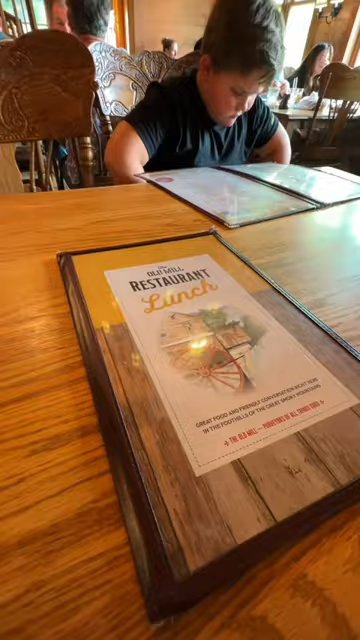 The
OLD MILL
RESTAURANT
Lunch
GREAT FOOD AND FRIENDLY CONVERSATION RIGHT HERE
IN THE FOOTHILLS OF THE GREAT SMOKY MOUNTAINS
THE OLD MILL — PURVEYORS OF ALL THINGS GOOD